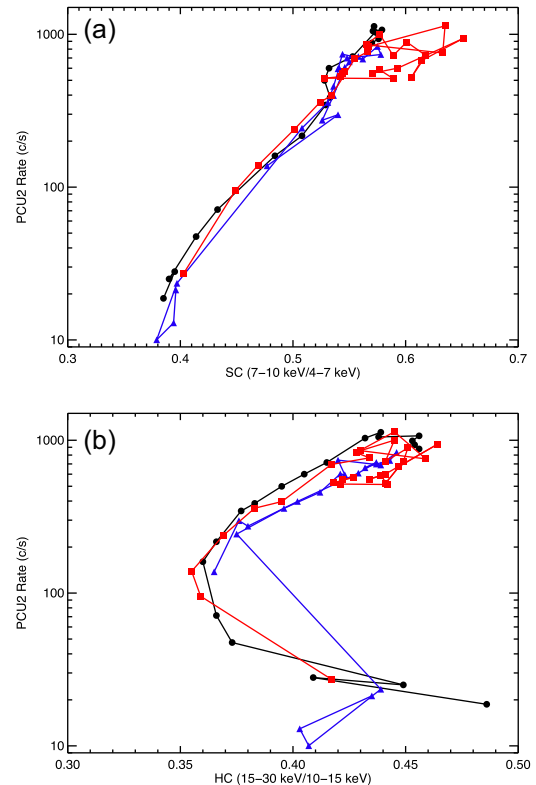 (a)
1000
100
10
PCU2 Rate (c/s)
0.3 0.4 0.5 0.6 0.7
SC (7–10 keV/4–7 keV)
(b)
1000
100
10
PCU2 Rate (c/s)
0.30 0.35 0.40 0.45 0.50
HC (15–30 keV/10–15 keV)